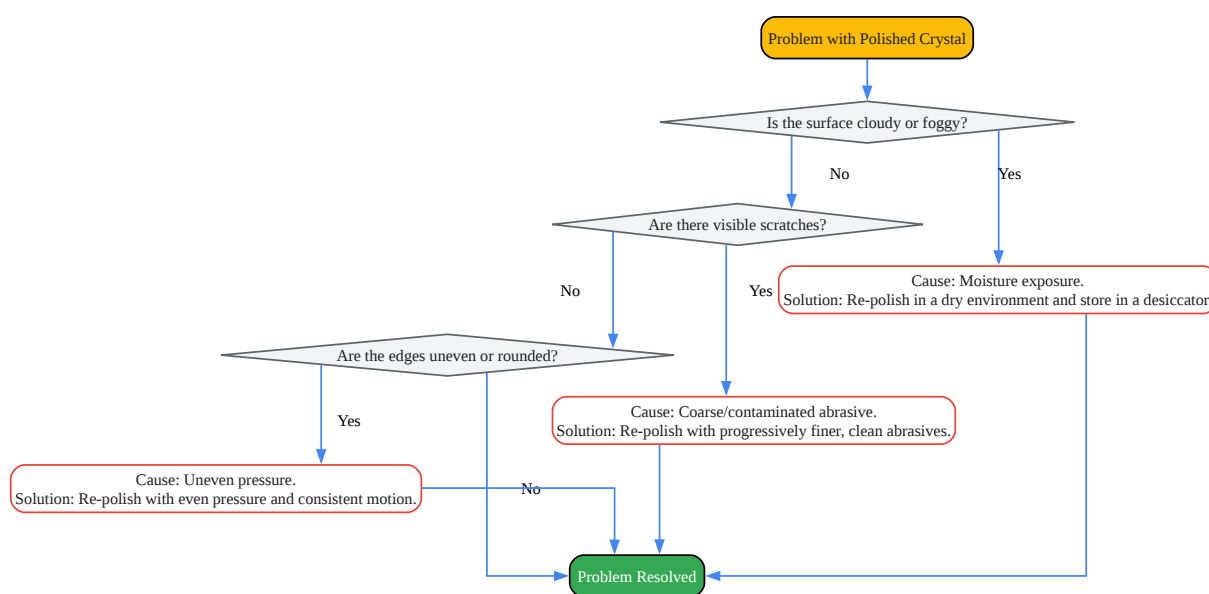 Problem with Polished Crystal
Is the surface cloudy or foggy?
No
Yes
Are there visible scratches?
Cause: Moisture exposure.
Solution: Re-polish in a dry environment and store in a desiccator
No
Yes
Are the edges uneven or rounded?
Cause: Coarse/contaminated abrasive.
Solution: Re-polish with progressively finer, clean abrasives.
Yes
Cause: Uneven pressure.
Solution: Re-polish with even pressure and consistent motion.
No
Problem Resolved